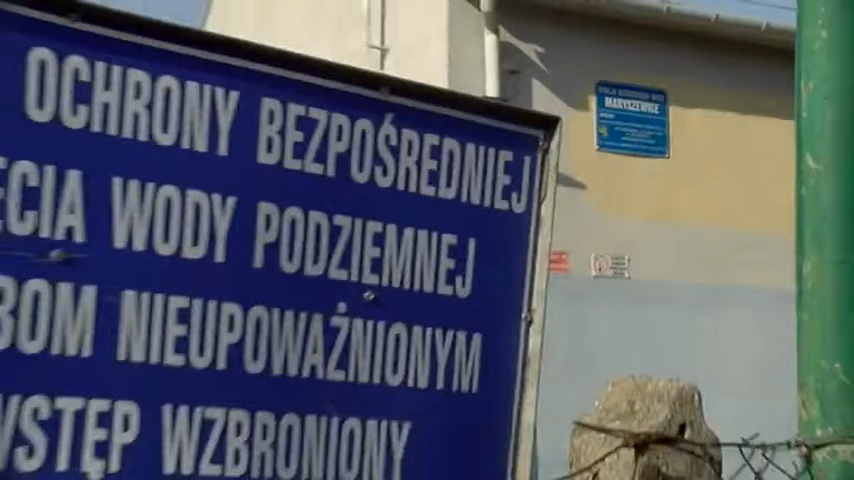 OCHRONY BEZPOŚREDNIEJ
ĘCIA WODY PODZIEMNEJ
BOM NIEUPOWAŻNIONYM
WSTĘP WZBRONIONY